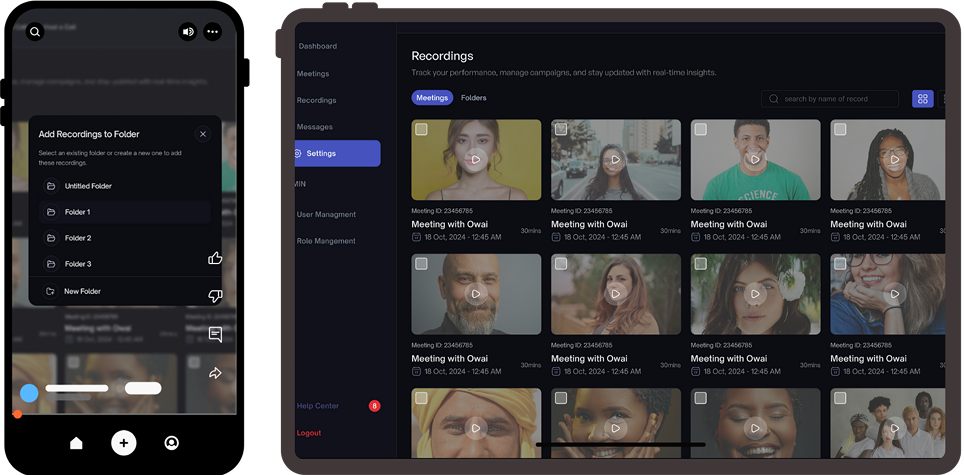 Add Recordings to Folder
Select an existing folder or create a new one to add
these recordings.
Untitled Folder
Folder 1
Folder 2
Folder 3
New Folder
Meeting with Owai
Dashboard
Meetings
Recordings
Messages
Settings
MIN
User Managment
Role Mangement
Help Center
8
Logout
Recordings
Track your performance, manage campaigns, and stay updatad with real-time insights.
Meetings Folders
search by name of record
SCIENCE
Meeting ID: 23456785 Meeting ID: 23456785 Meeting ID: 23456785 Meeting ID: 23456785
Meeting with Owai Meeting with Owai Meeting with Owai Meeting with Owai
18 Oct, 2024 - 12:45 AM 30mins 18 Oct, 2024 - 12:45 AM 30mins 18 Oct, 2024 - 12:45 AM 30mins 18 Oct, 2024 - 12:45 AM
Meeting ID: 23456785 Meeting ID: 23456785 Meeting ID: 23456785 Meeting ID: 23456785
Meeting with Owai Meeting with Owai Meeting with Owai Meeting with Owai
18 Oct, 2024 - 12:45 AM 30mins 18 Oct, 2024 - 12:45 AM 30mins 18 Oct, 2024 - 12:45 AM 30mins 18 Oct, 2024 - 12:45 AM